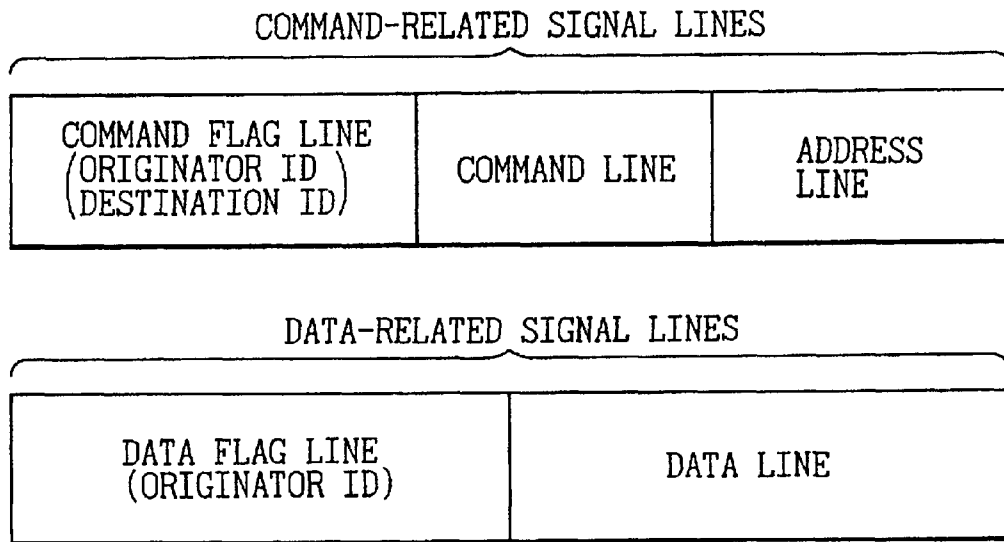 COMMAND-RELATED SIGNAL LINES
COMMAND FLAG LINE
(ORIGINATOR ID
DESTINATION ID)
COMMAND LINE
ADDRESS
LINE
DATA-RELATED SIGNAL LINES
DATA FLAG LINE
(ORIGINATOR ID)
DATA LINE